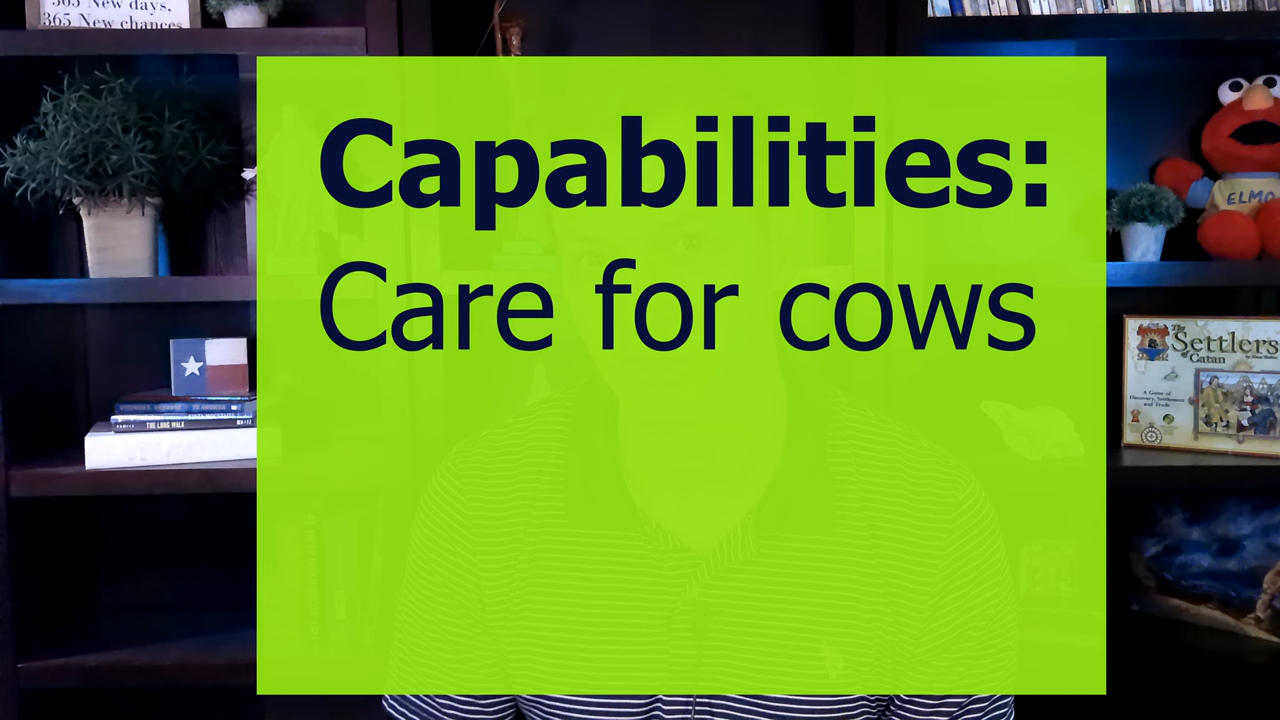 365 New days,
365 New chances
Capabilities:
Care for cows
ELMO
The
Settlers
of Catan
A Game of
Discovery, Settlement
and Trade
THE LONG WALK